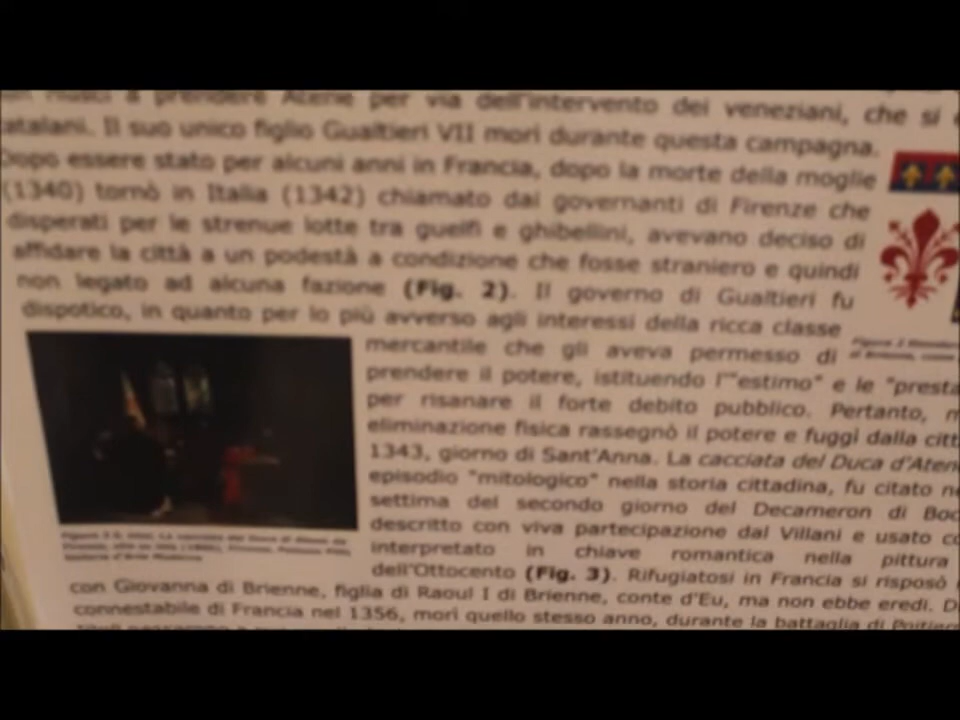 riuscì a prendere Atene per via dell'intervento dei veneziani, che si
catalani. Il suo unico figlio Gualtieri VII morì durante questa campagna.
Dopo essere stato per alcuni anni in Francia, dopo la morte della moglie
(1340) tornò in Italia (1342) chiamato dai governanti di Firenze che
disperati per le strenue lotte tra guelfi e ghibellini, avevano deciso di
affidare la città a un podestà a condizione che fosse straniero e quindi
non legato ad alcuna fazione (Fig. 2). Il governo di Gualtieri fu
dispotico, in quanto per lo più avverso agli interessi della ricca classe
mercantile che gli aveva permesso di
prendere il potere, istituendo l'"estimo" e le "presta
per risanare il forte debito pubblico. Pertanto,
eliminazione fisica rassegnò il potere e fuggì dalla citt
1343, giorno di Sant'Anna. La cacciata del Duca d'Aten
episodio "mitologico" nella storia cittadina, fu citato
settima del secondo giorno del Decameron di Boc
descritto con viva partecipazione dal Villani e usato co
interpretato in chiave romantica nella pittura
dell'Ottocento (Fig. 3). Rifugiatosi in Francia si risposò
con Giovanna di Brienne, figlia di Raoul I di Brienne, conte d'Eu, ma non ebbe eredi. D
connestabile di Francia nel 1356, morì quello stesso anno, durante la battaglia di Poitier